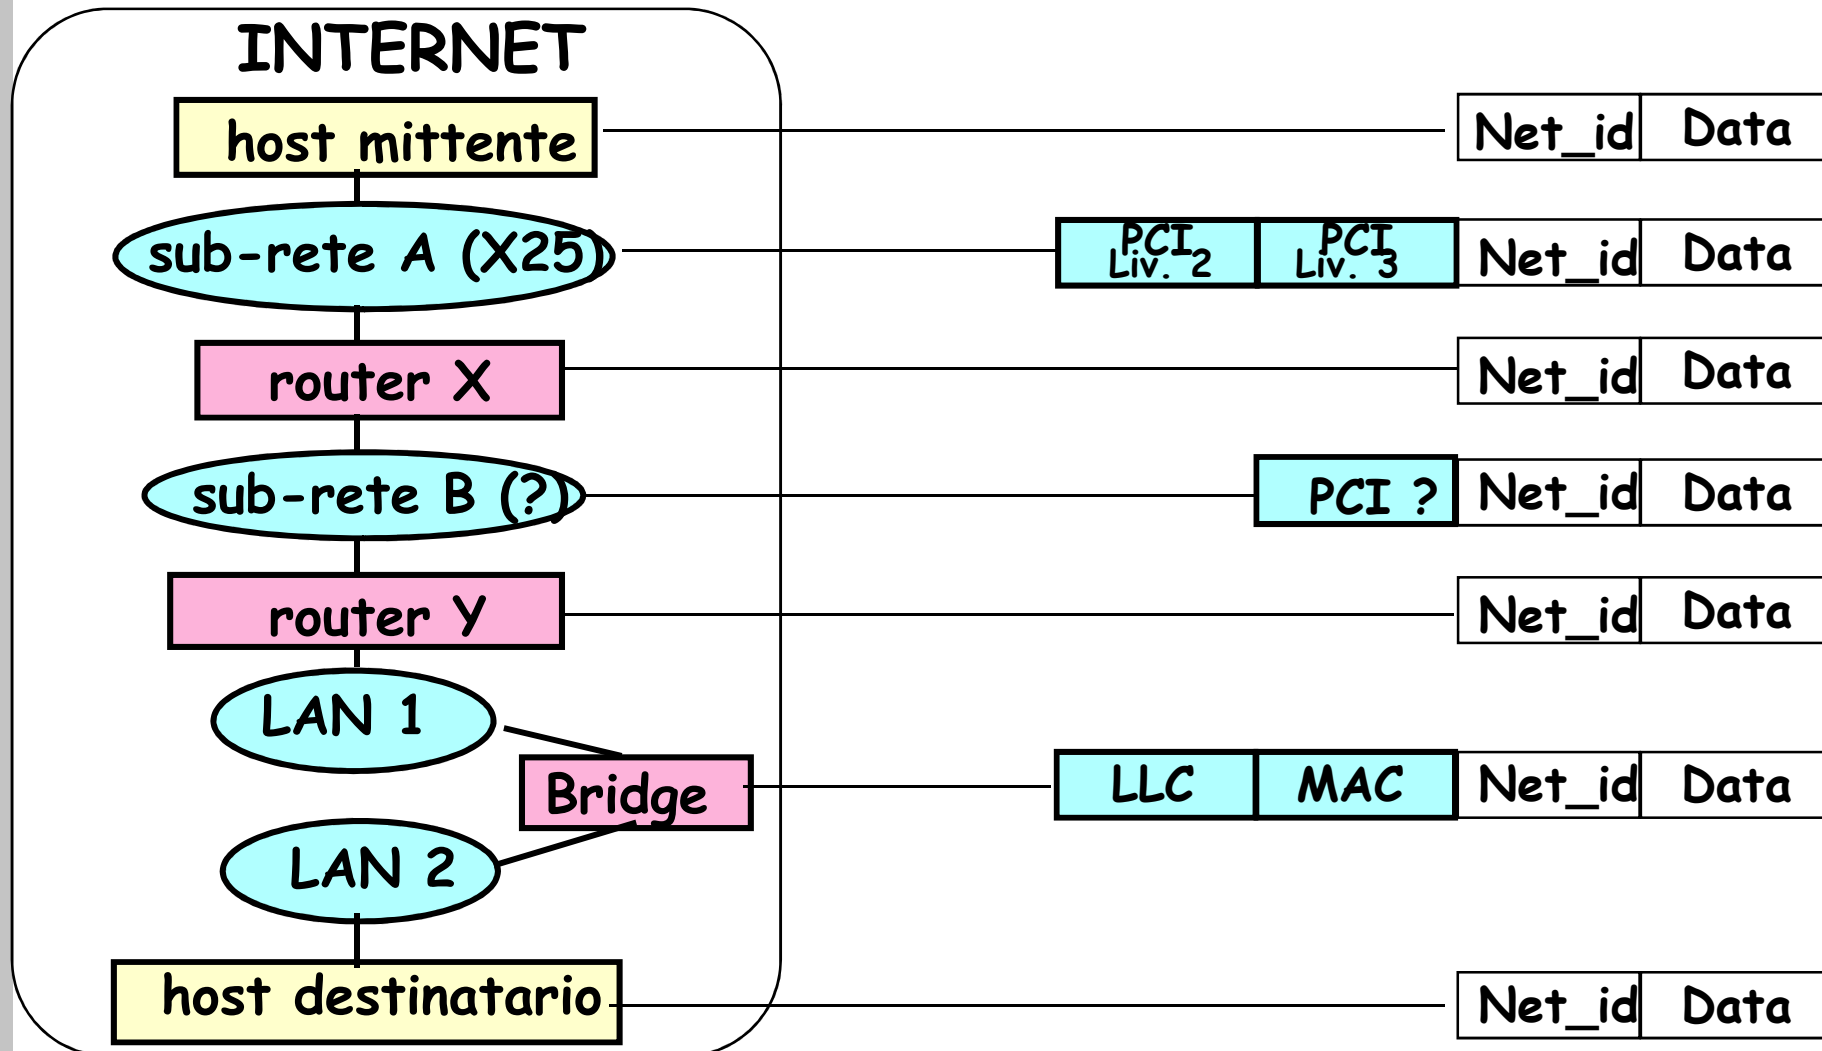 INTERNET
host mittente
Net_id Data
sub-rete A (X25)
PCI Liv. 2
PCI Liv. 3
Net_id Data
router X
Net_id Data
sub-rete B (?)
PCI ?
Net_id Data
router Y
Net_id Data
LAN 1
Bridge
LLC MAC Net_id Data
LAN 2
host destinatario
Net_id Data